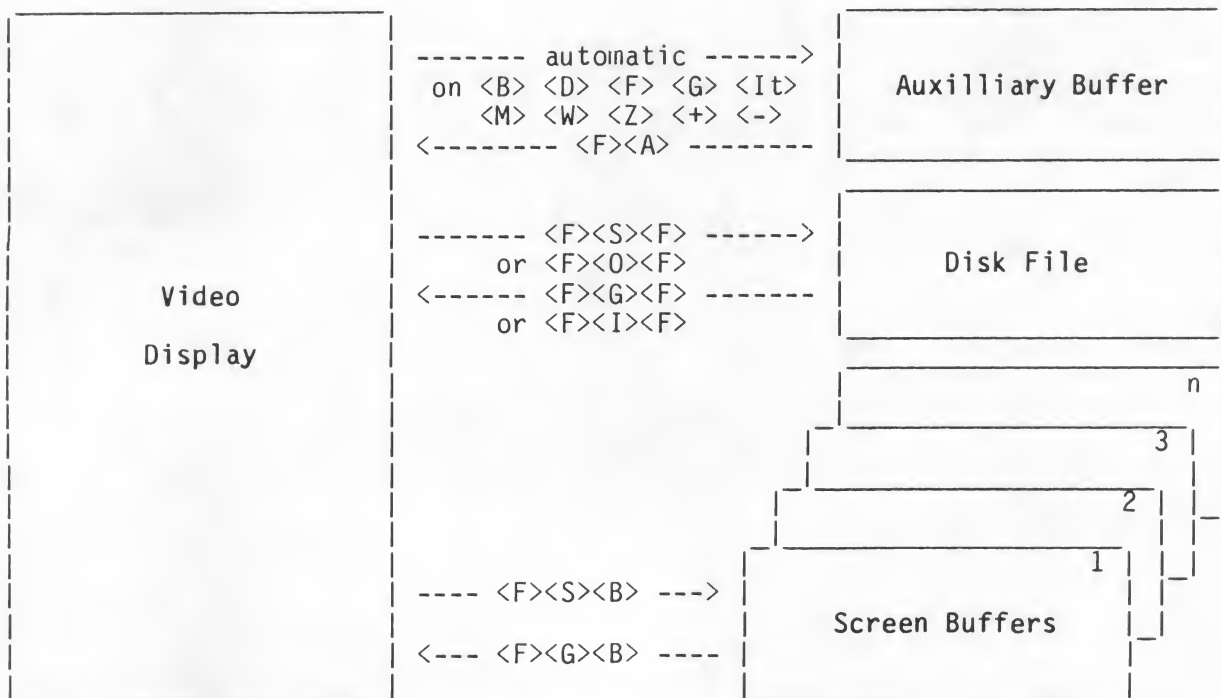 Video
Display
------- automatic ------>
on <B> <D> <F> <G> <It>
<M> <W> <Z> <+> <->
<-------- <F><A> --------
Auxilliary Buffer
------- <F><S><F> ------>
or <F><O><F>
<------ <F><G><F> -------
or <F><I><F>
Disk File
n
3
2
1
---- <F><S><B> --->
<--- <F><G><B> ----
Screen Buffers